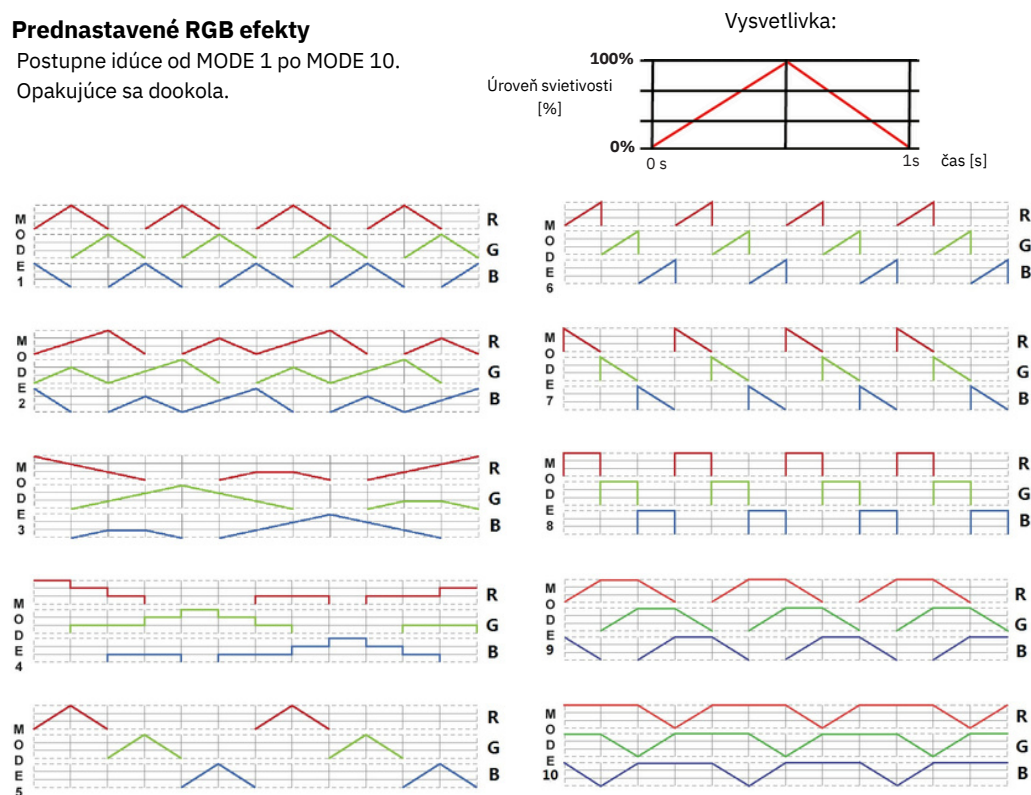 Prednastavené RGB efekty
Postupne idúce od MODE 1 po MODE 10.
Opakujúce sa dookola.
Vysvetlivka:
100%
Úroveň svietivosti
[%]
0%
0 s
1s
čas [s]
MODE 1
R
G
B
MODE 2
R
G
B
MODE 3
R
G
B
MODE 4
R
G
B
MODE 5
R
G
B
MODE 6
R
G
B
MODE 7
R
G
B
MODE 8
R
G
B
MODE 9
R
G
B
MODE 10
R
G
B